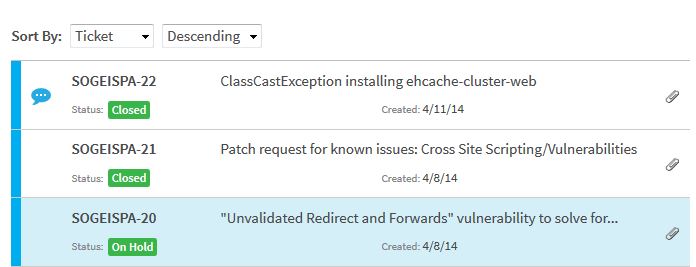 Sort By: Ticket Descending
SOGEISPA-22 ClassCastException installing ehcache-cluster-web
Status: Closed Created: 4/11/14
SOGEISPA-21 Patch request for known issues: Cross Site Scripting/Vulnerabilities
Status: Closed Created: 4/8/14
SOGEISPA-20 "Unvalidated Redirect and Forwards" vulnerability to solve for...
Status: On Hold Created: 4/8/14